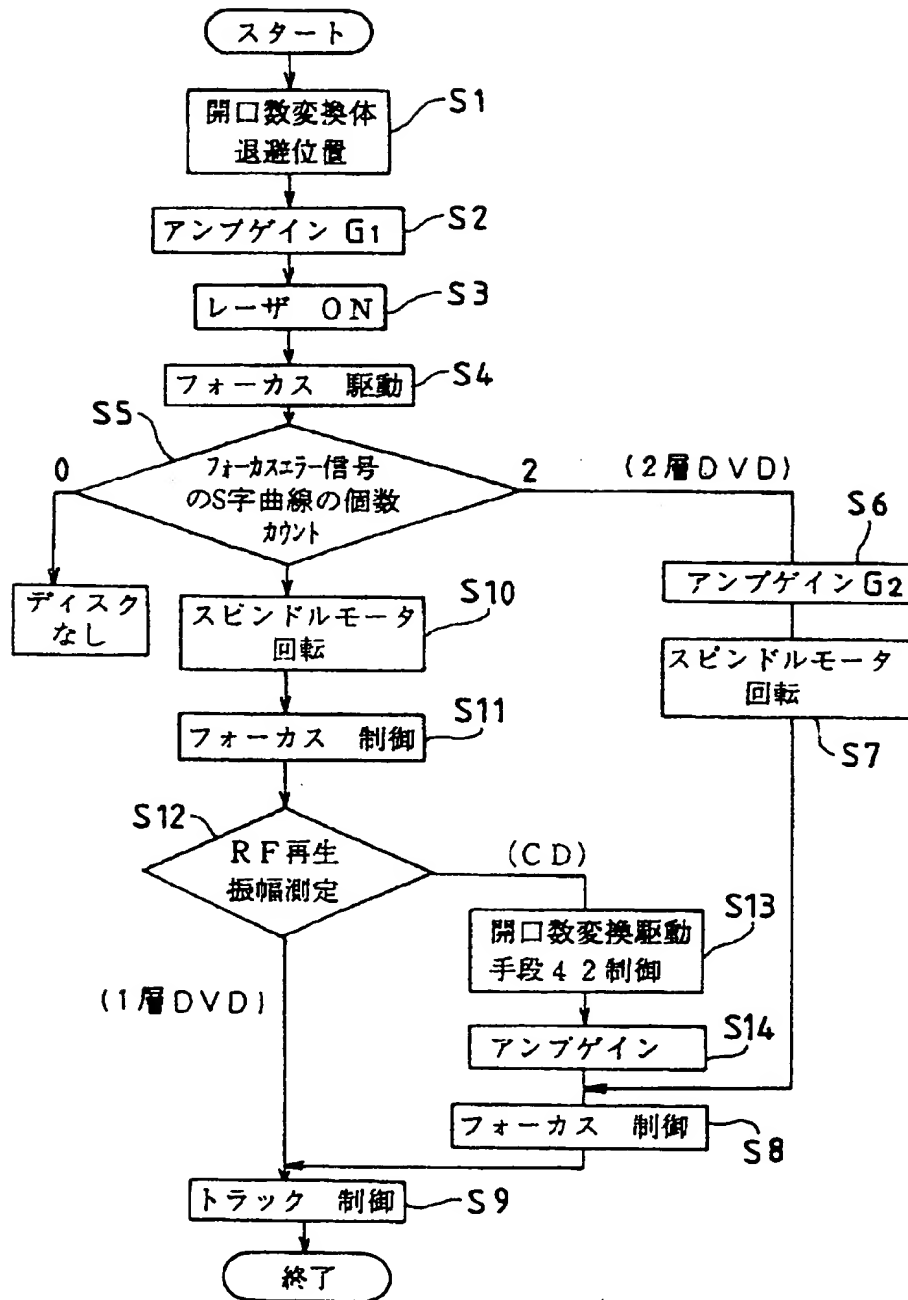 スタート
開口数変換体
退避位置
S1
アンプゲイン G1
S2
レーザ ON
S3
フォーカス 駆動
S4
S5
フォーカスエラー信号
のS字曲線の個数
カウント
0
2
(2層DVD)
ディスク
なし
S6
アンプゲイン G2
スピンドルモータ
回転
S7
S10
スピンドルモータ
回転
S11
フォーカス 制御
S12
RF再生
振幅測定
(CD)
(1層DVD)
S13
開口数変換駆動
手段42制御
アンプゲイン
S14
フォーカス 制御
S8
トラック 制御
S9
終了